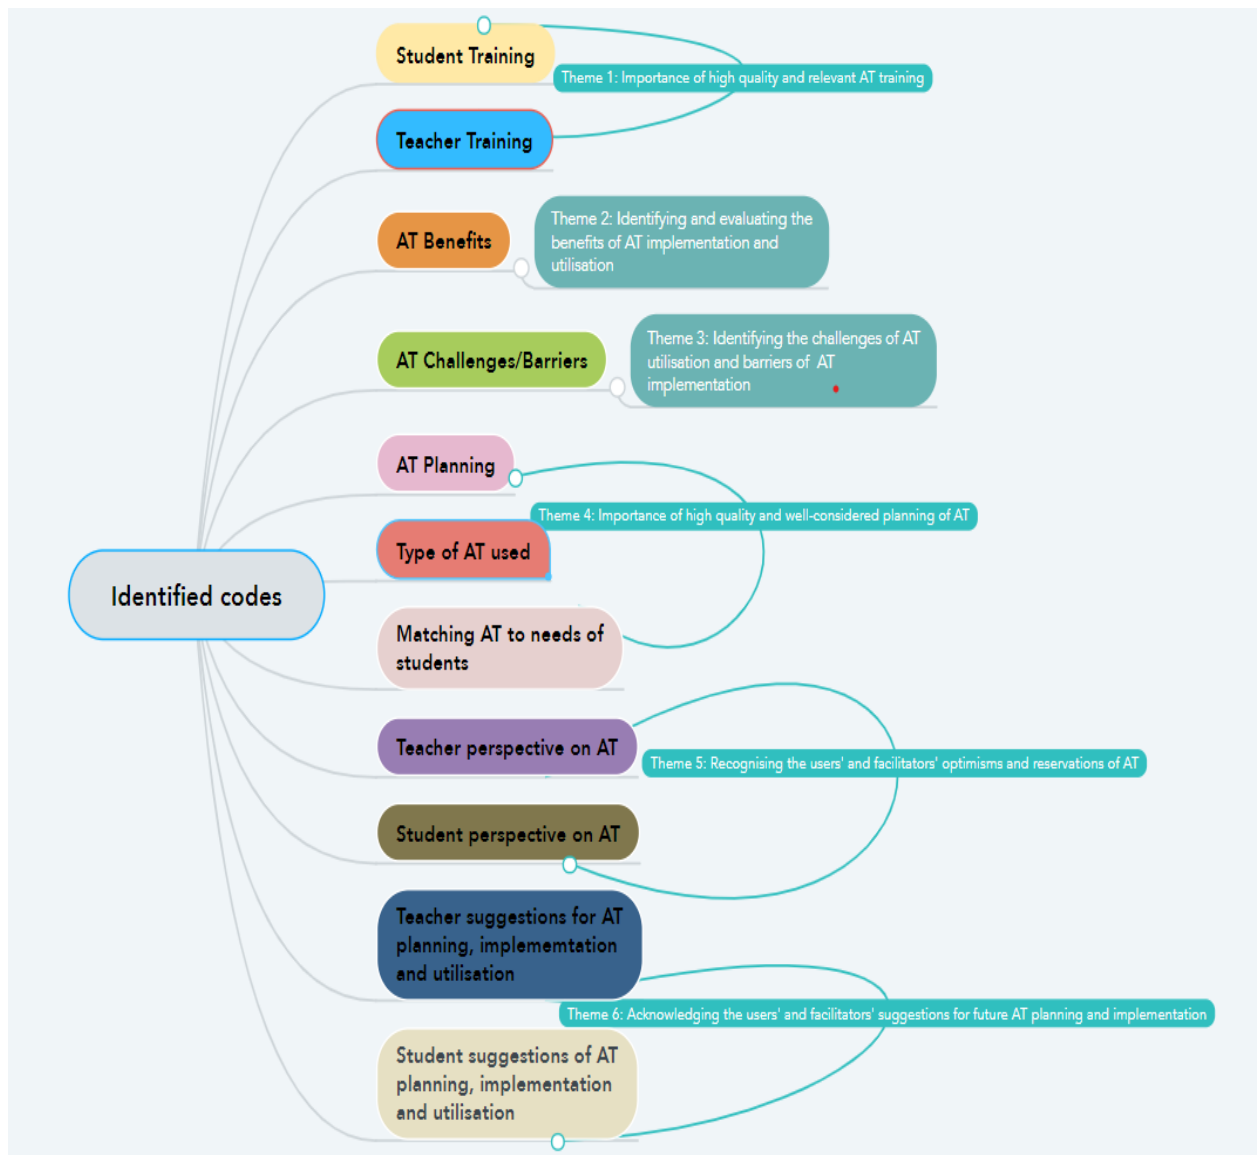 Student Training
Theme 1: Importance of high quality and relevant AT training
Teacher Training
AT Benefits
Theme 2: Identifying and evaluating the
benefits of AT implementation and
utilisation
AT Challenges/Barriers
Theme 3: Identifying the challenges of AT
utilisation and barriers of AT
implementation
AT Planning
Theme 4: Importance of high quality and well-considered planning of AT
Type of AT used
Identified codes
Matching AT to needs of
students
Teacher perspective on AT
Theme 5: Recognising the users' and facilitators' optimisms and reservations of AT
Student perspective on AT
Teacher suggestions for AT
planning, implememtation
and utilisation
Theme 6: Acknowledging the users' and facilitators' suggestions for future AT planning and implementation
Student suggestions of AT
planning, implementation
and utilisation